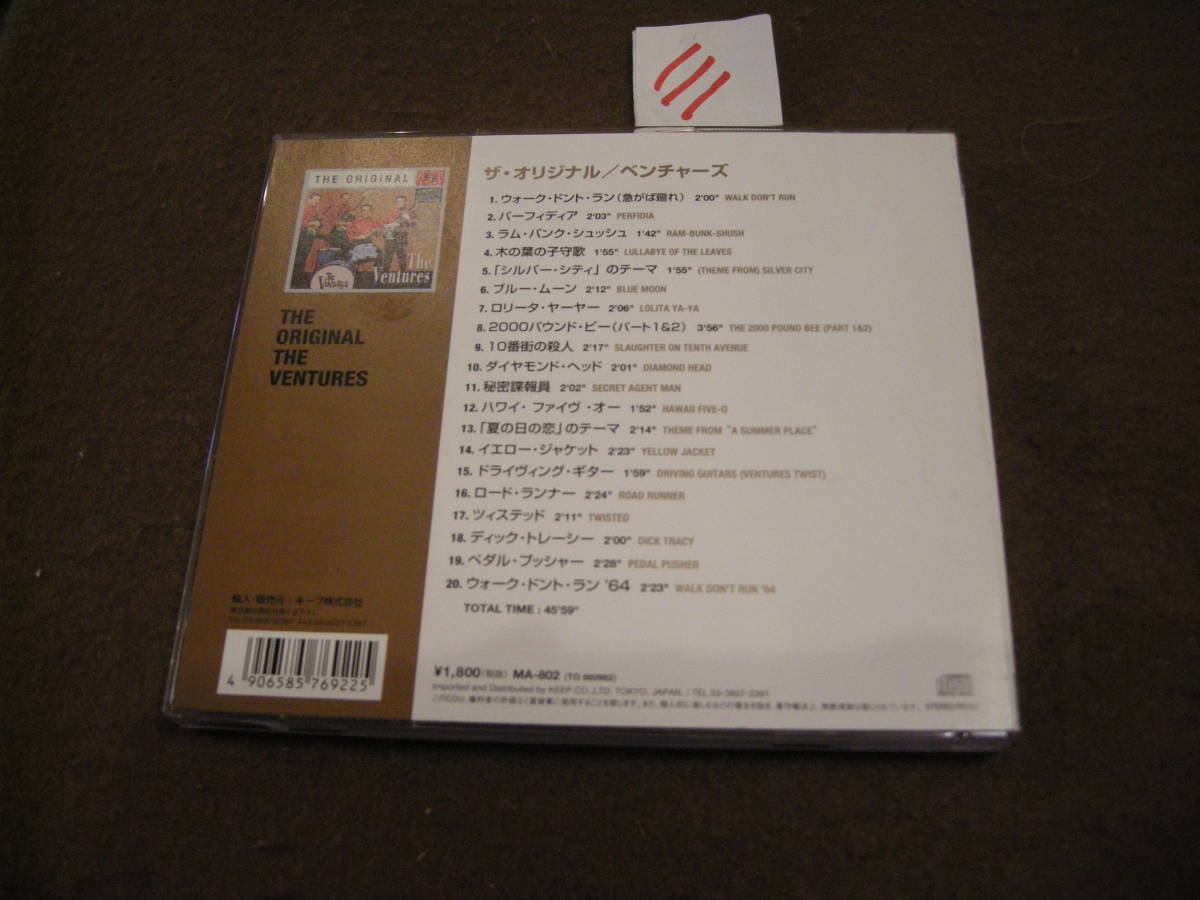 ザ・オリジナル／ベンチャーズ
1. ウォーク・ドント・ラン（急がば廻れ） 2'00" WALK DON'T RUN
2. パーフィディア 2'03" PERFIDIA
3. ラム・バンク・シュッシュ 1'42" RAM-BUNK-SHUSH
4. 木の葉の子守歌 1'55" LULLABYE OF THE LEAVES
5. 「シルバー・シティ」のテーマ 1'55" (THEME FROM) SILVER CITY
6. ブルー・ムーン 2'12" BLUE MOON
7. ロリータ・ヤーヤー 2'06" LOLITA YA-YA
8. 2000パウンド・ビー（パート1&2） 3'56" THE 2000 POUND BEE (PART 1&2)
9. 10番街の殺人 2'17" SLAUGHTER ON TENTH AVENUE
10. ダイヤモンド・ヘッド 2'01" DIAMOND HEAD
11. 秘密諜報員 2'02" SECRET AGENT MAN
12. ハワイ・ファイヴ・オー 1'52" HAWAII FIVE-O
13. 「夏の日の恋」のテーマ 2'14" THEME FROM "A SUMMER PLACE"
14. イエロー・ジャケット 2'23" YELLOW JACKET
15. ドライヴィング・ギター 1'59" DRIVING GUITARS (VENTURES TWIST)
16. ロード・ランナー 2'24" ROAD RUNNER
17. ツィステッド 2'11" TWISTED
18. ディック・トレーシー 2'00" DICK TRACY
19. ペダル・プッシャー 2'28" PEDAL PUSHER
20. ウォーク・ドント・ラン '64 2'23" WALK DON'T RUN '64
TOTAL TIME : 45'59"
THE ORIGINAL
The
Ventures
THE
ORIGINAL
THE
VENTURES
輸入・販売元：キープ株式会社
TEL.03-3837-2391
4 906585 769225
¥1,800（税抜） MA-802 (TO 860962)
Imported and Distributed by KEEP CO.,LTD. TOKYO. JAPAN. / TEL.03-3837-2391